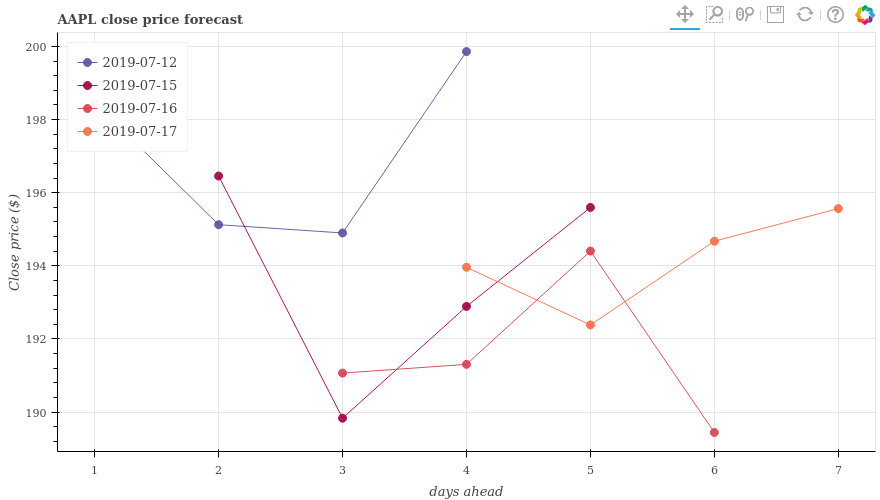 AAPL close price forecast
200
198
196
194
192
190
Close price ($)
2019-07-12
2019-07-15
2019-07-16
2019-07-17
1 2 3 4 5 6 7
days ahead